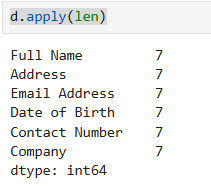 d.apply(len)
Full Name 7
Address 7
Email Address 7
Date of Birth 7
Contact Number 7
Company 7
dtype: int64